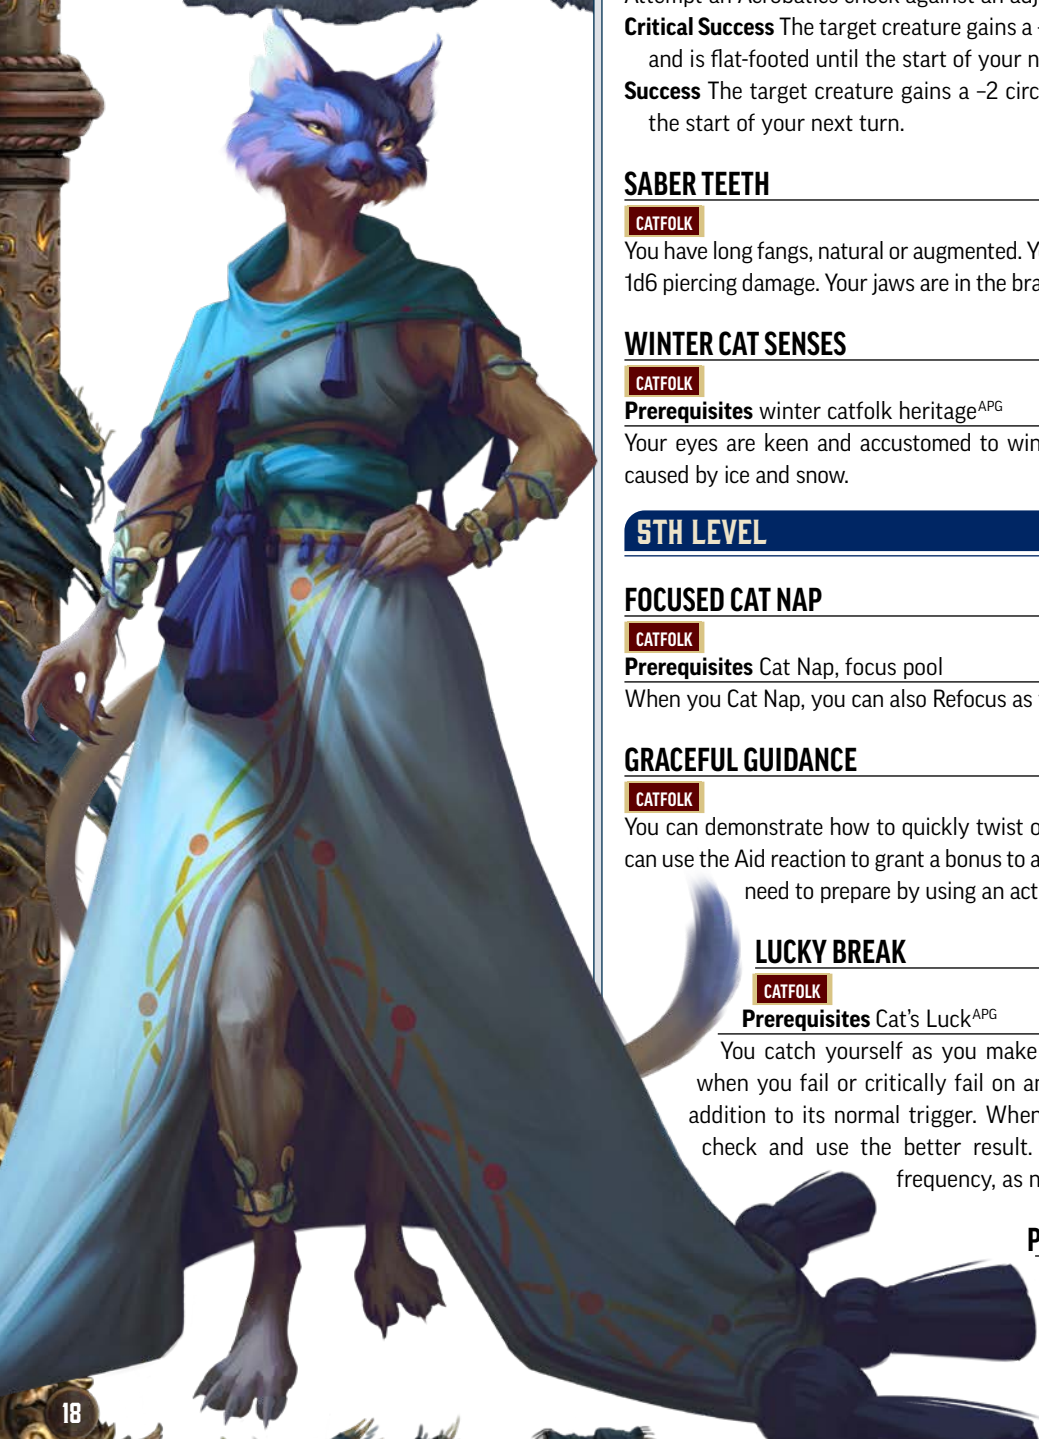 Attempt an Acrobatics check against an adj
Critical Success The target creature gains a
and is flat-footed until the start of your n
Success The target creature gains a –2 circ
the start of your next turn.
SABER TEETH
CATFOLK
You have long fangs, natural or augmented. Y
1d6 piercing damage. Your jaws are in the bra
WINTER CAT SENSES
CATFOLK
Prerequisites winter catfolk heritageAPG
Your eyes are keen and accustomed to win
caused by ice and snow.
5TH LEVEL
FOCUSED CAT NAP
CATFOLK
Prerequisites Cat Nap, focus pool
When you Cat Nap, you can also Refocus as
GRACEFUL GUIDANCE
CATFOLK
You can demonstrate how to quickly twist o
can use the Aid reaction to grant a bonus to a
need to prepare by using an act
LUCKY BREAK
CATFOLK
Prerequisites Cat's LuckAPG
You catch yourself as you make
when you fail or critically fail on an
addition to its normal trigger. When
check and use the better result.
frequency, as n
P
18